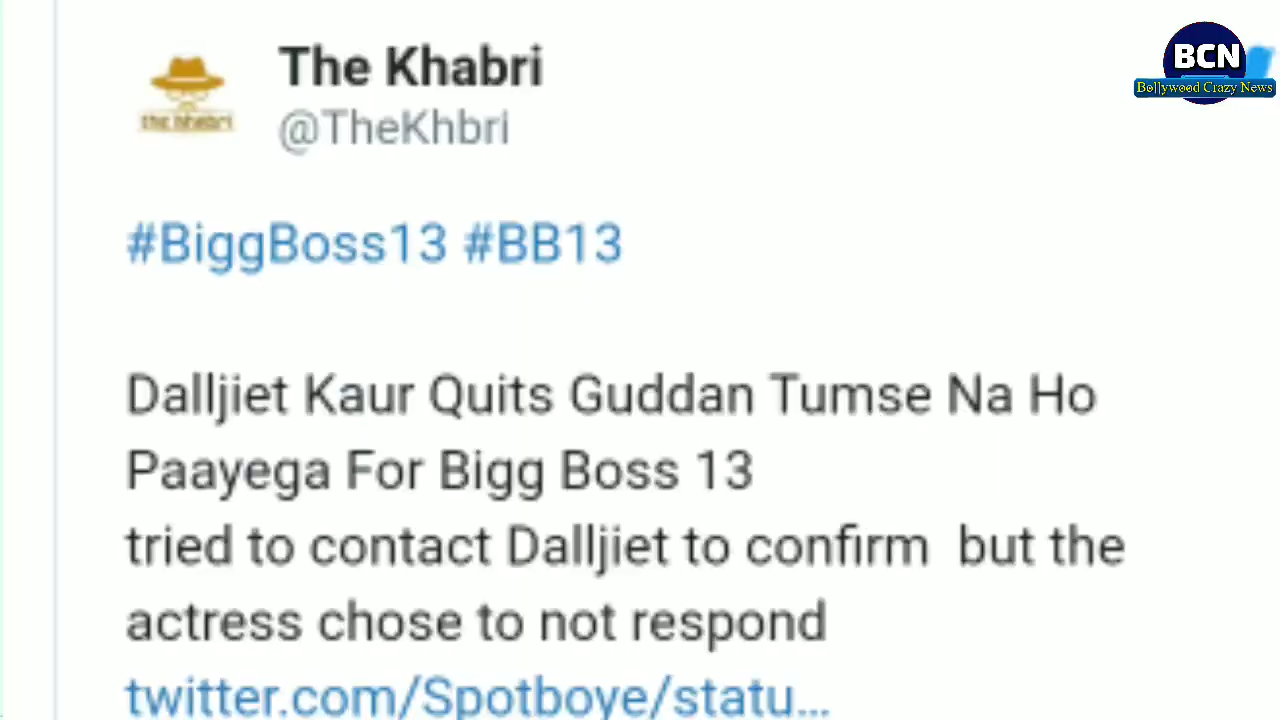 BCN
Bollywood Crazy News
The Khabri
the khabri
@TheKhbri
#BiggBoss13 #BB13
Dalljiet Kaur Quits Guddan Tumse Na Ho
Paayega For Bigg Boss 13
tried to contact Dalljiet to confirm but the
actress chose to not respond
twitter.com/Spotboye/statu...